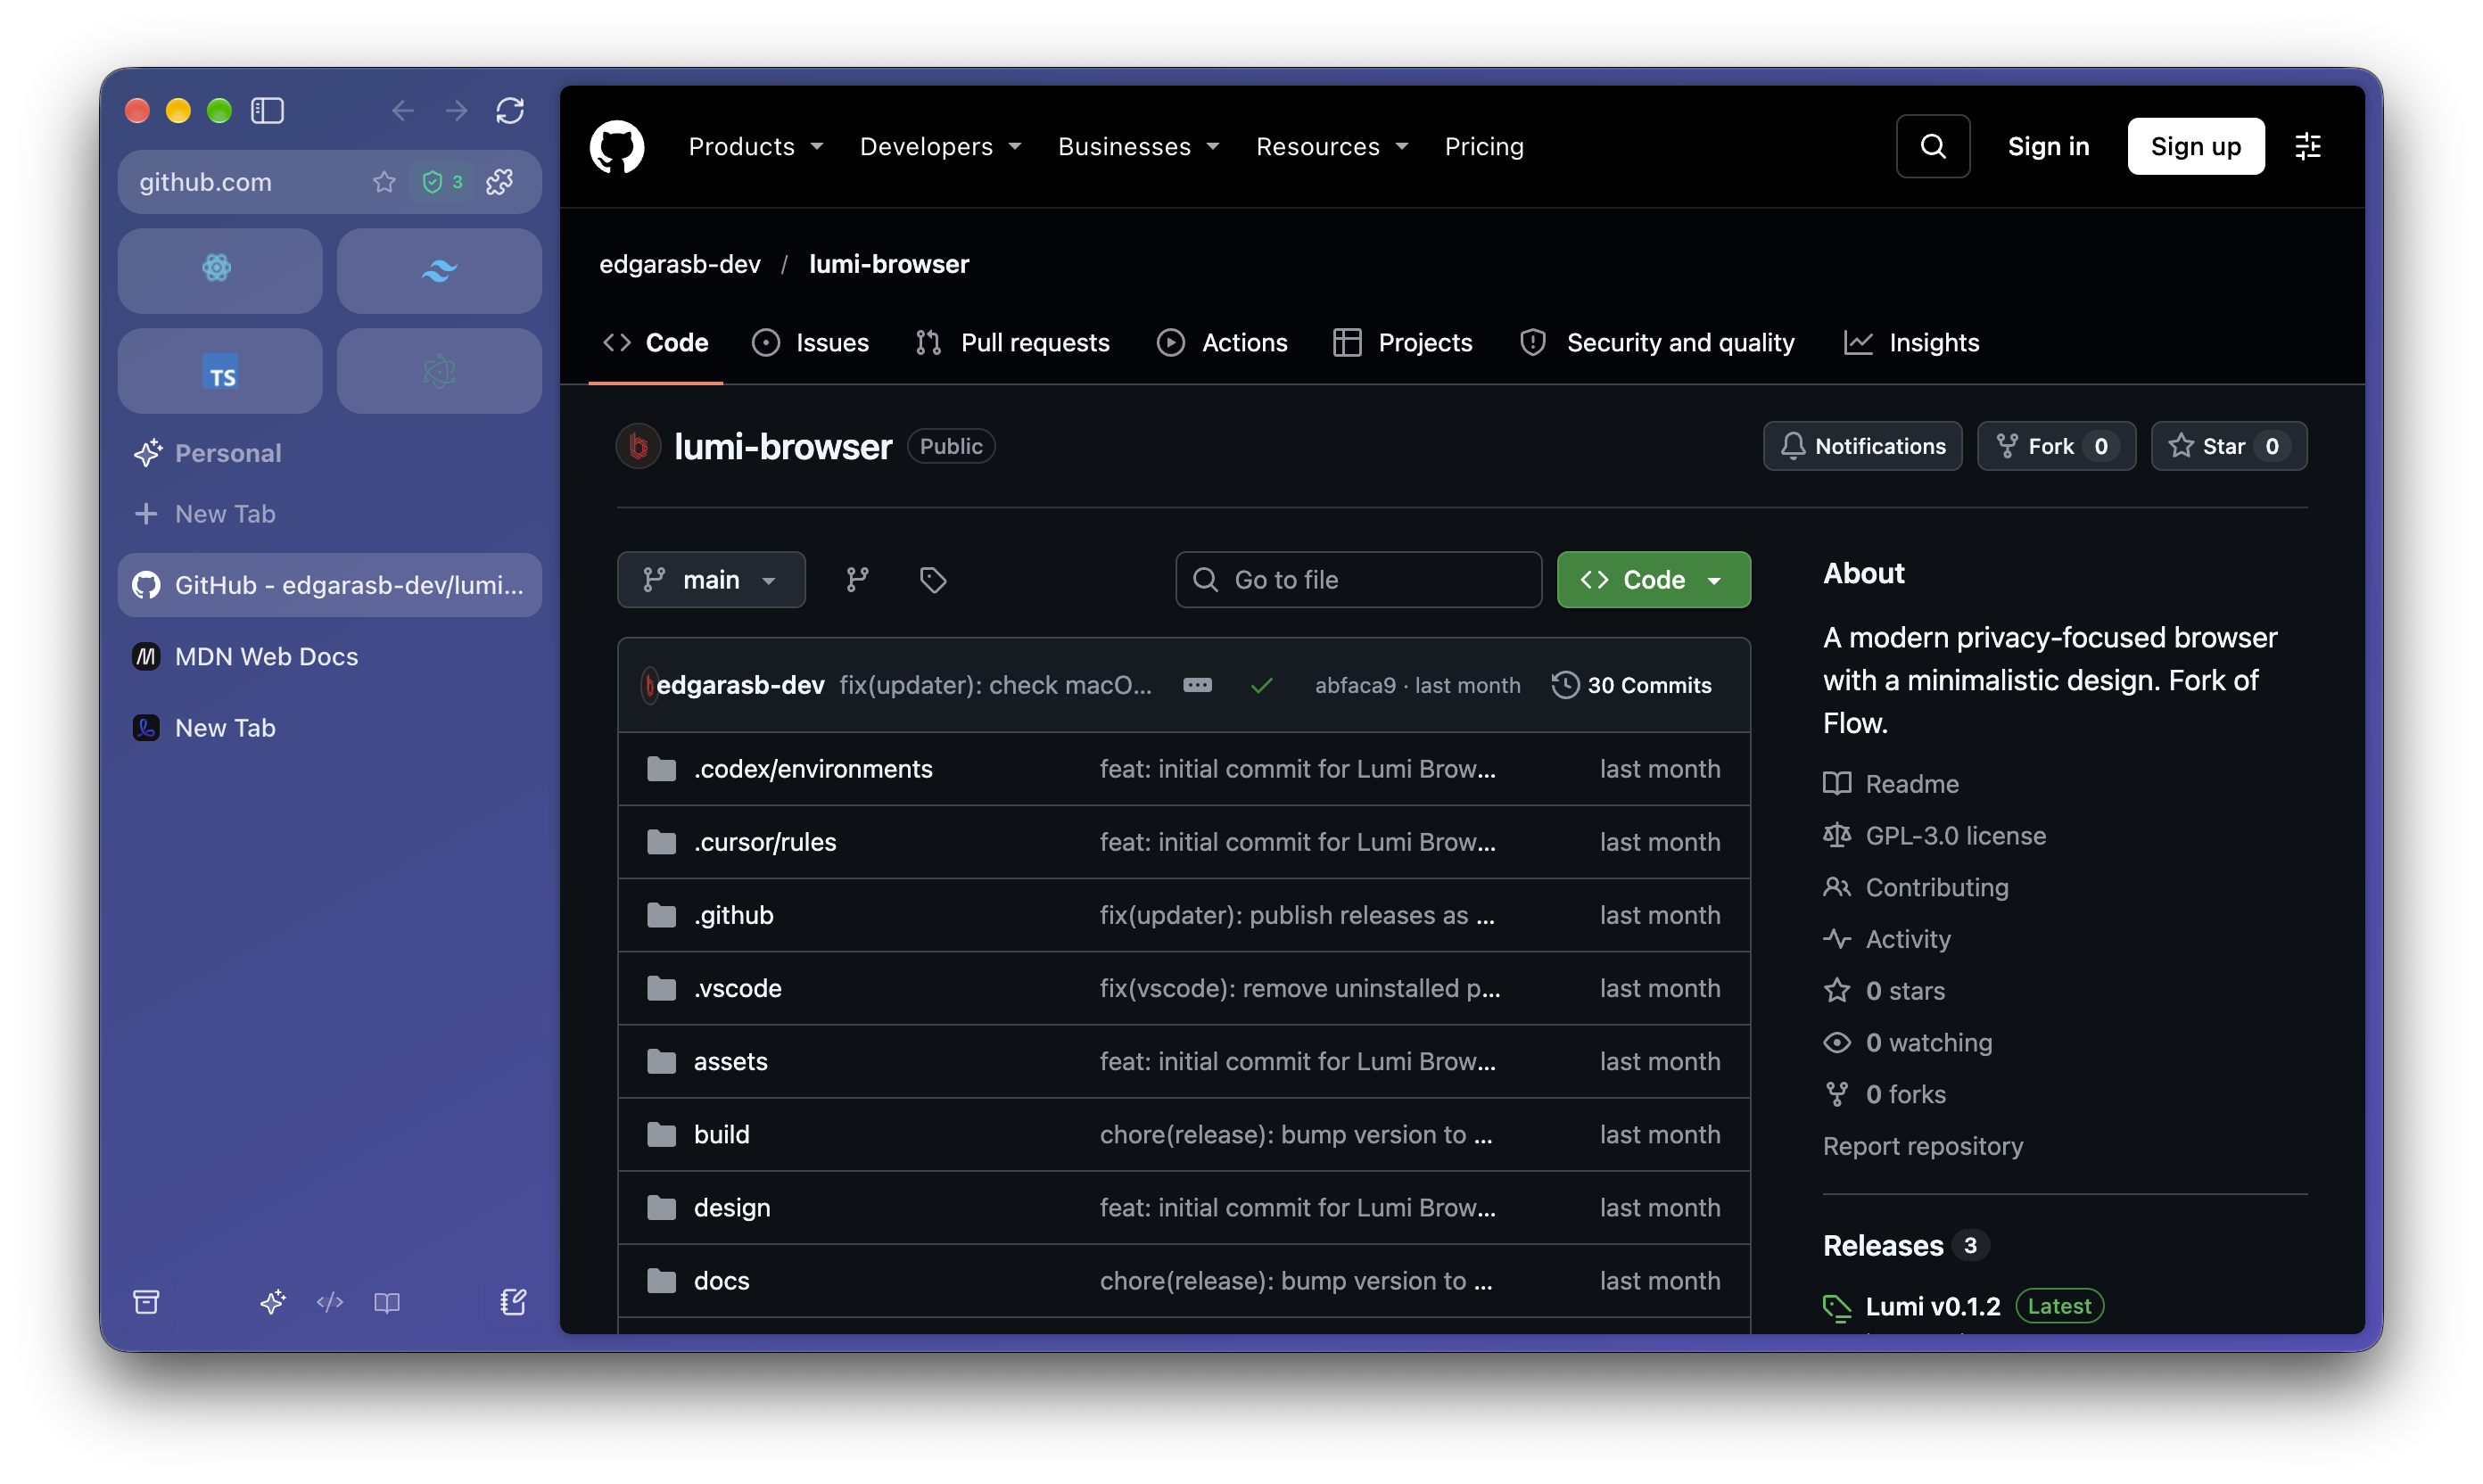 github.com
3
TS
Personal
New Tab
GitHub - edgarasb-dev/lumi...
MDN Web Docs
New Tab
Products
Developers
Businesses
Resources
Pricing
Sign in
Sign up
edgarasb-dev / lumi-browser
Code
Issues
Pull requests
Actions
Projects
Security and quality
Insights
lumi-browser
Public
Notifications
Fork 0
Star 0
main
Go to file
Code
edgarasb-dev fix(updater): check macO... abfaca9 · last month 30 Commits
.codex/environments feat: initial commit for Lumi Brow... last month
.cursor/rules feat: initial commit for Lumi Brow... last month
.github fix(updater): publish releases as ... last month
.vscode fix(vscode): remove uninstalled p... last month
assets feat: initial commit for Lumi Brow... last month
build chore(release): bump version to ... last month
design feat: initial commit for Lumi Brow... last month
docs chore(release): bump version to ... last month
About
A modern privacy-focused browser
with a minimalistic design. Fork of
Flow.
Readme
GPL-3.0 license
Contributing
Activity
0 stars
0 watching
0 forks
Report repository
Releases 3
Lumi v0.1.2 Latest